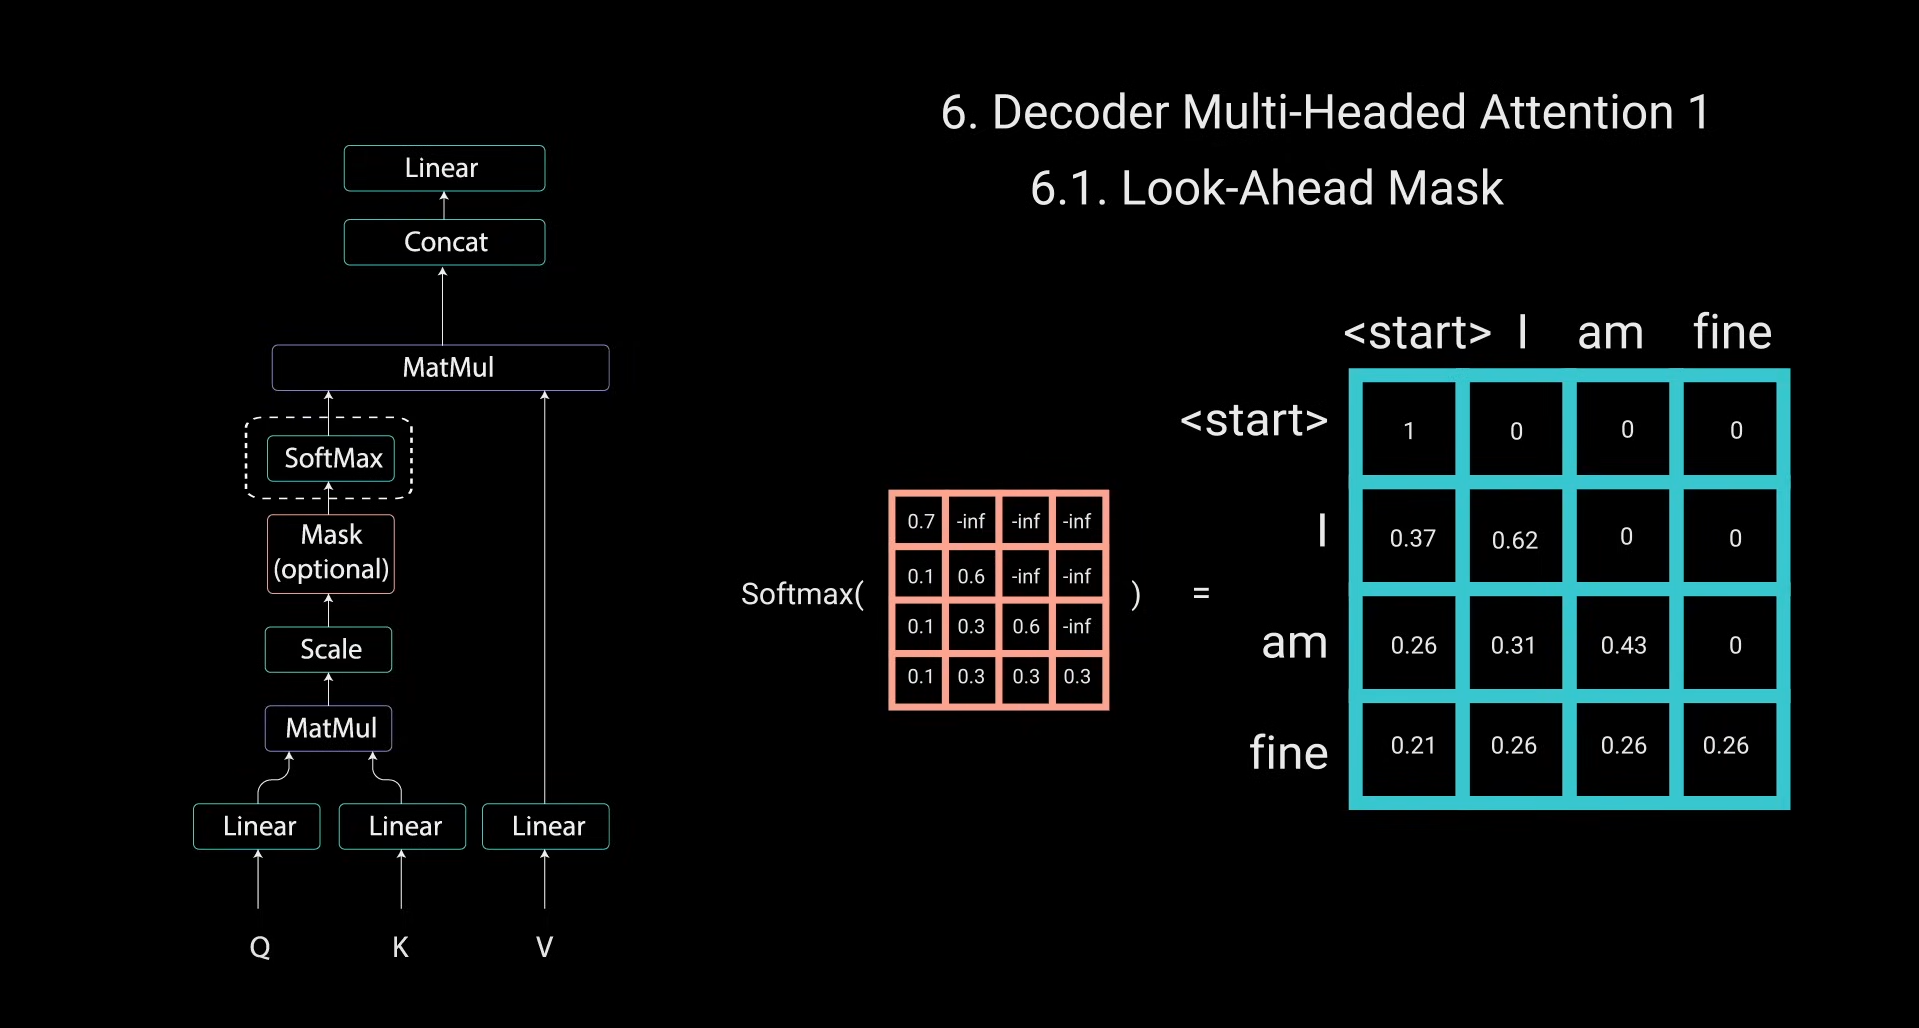 6. Decoder Multi-Headed Attention 1
6.1. Look-Ahead Mask
Linear
Concat
MatMul
SoftMax
Mask
(optional)
Scale
MatMul
Linear Linear Linear
Q K V
Softmax(
0.7 -inf -inf -inf
0.1 0.6 -inf -inf
0.1 0.3 0.6 -inf
0.1 0.3 0.3 0.3
) =
<start> I am fine
<start> 1 0 0 0
I 0.37 0.62 0 0
am 0.26 0.31 0.43 0
fine 0.21 0.26 0.26 0.26